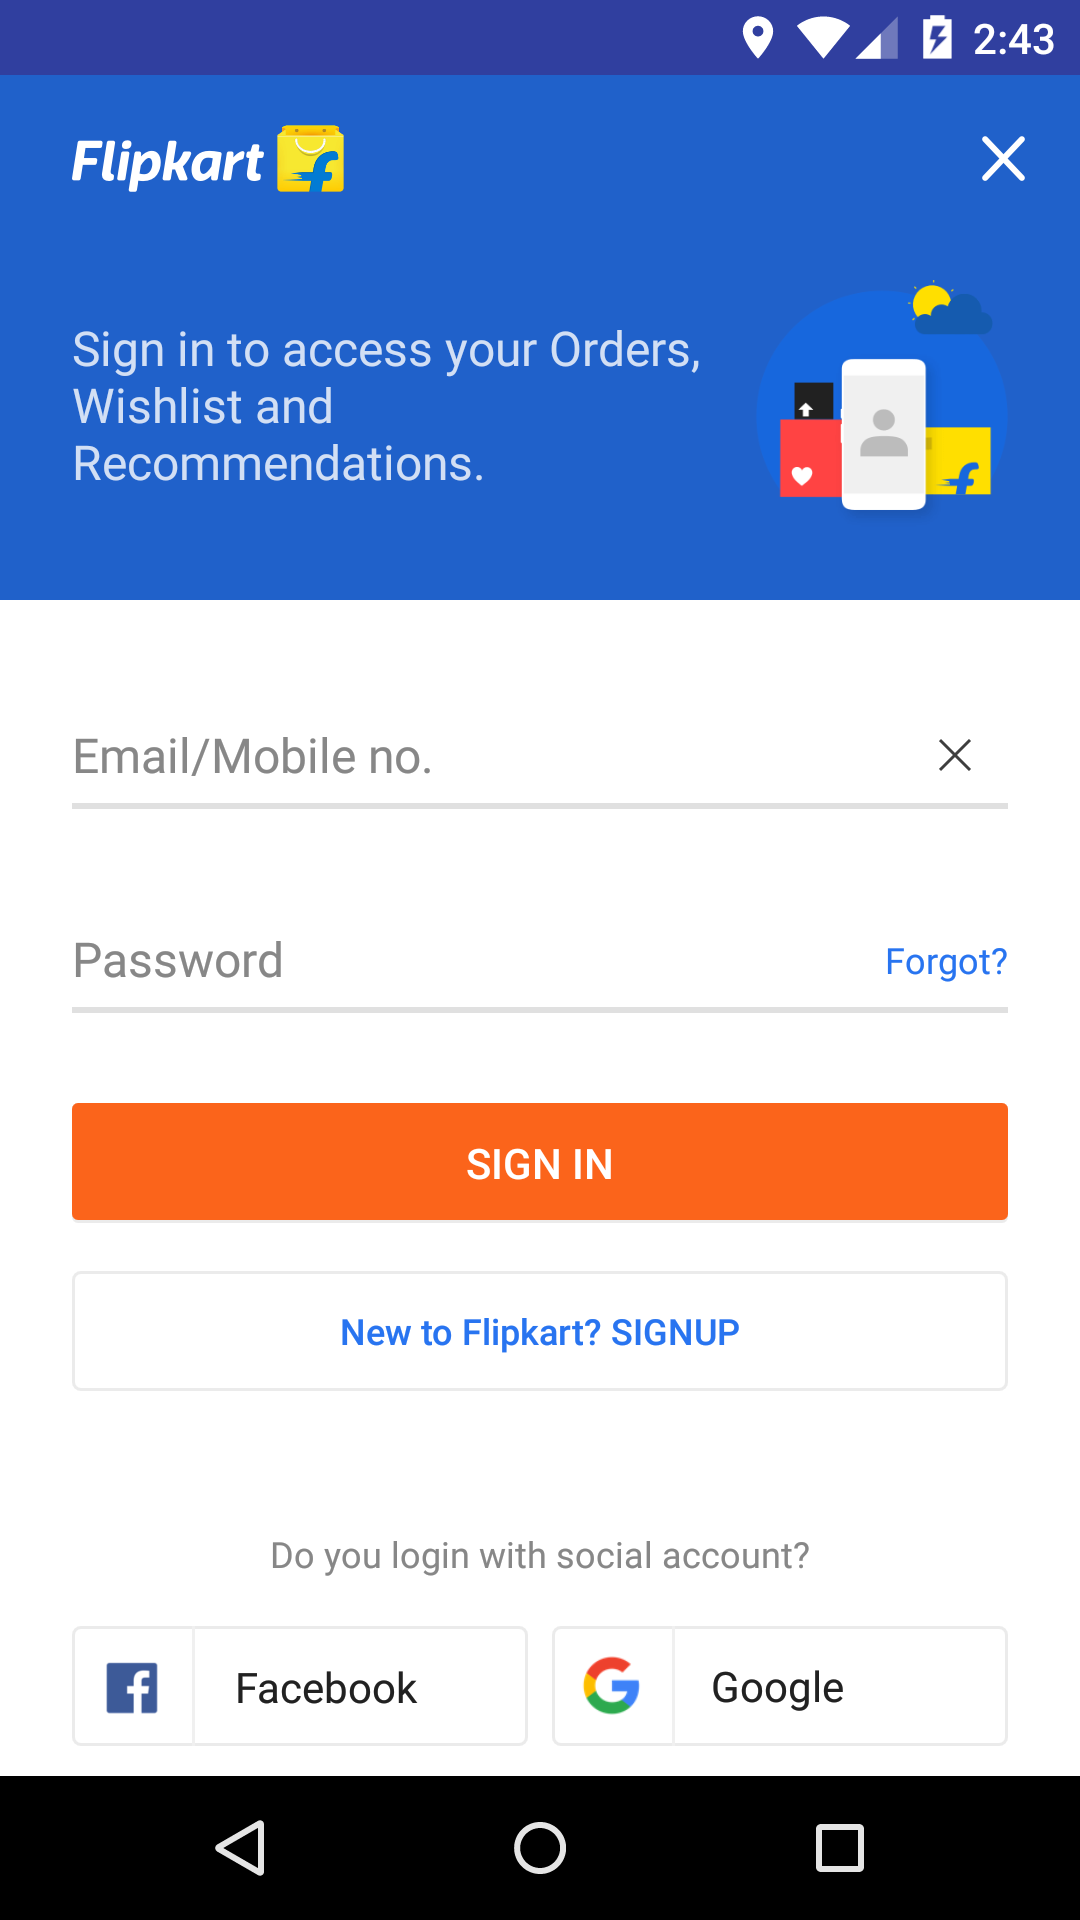 2:43
Flipkart
Sign in to access your Orders,
Wishlist and
Recommendations.
Email/Mobile no.
Password
Forgot?
SIGN IN
New to Flipkart? SIGNUP
Do you login with social account?
Facebook
Google